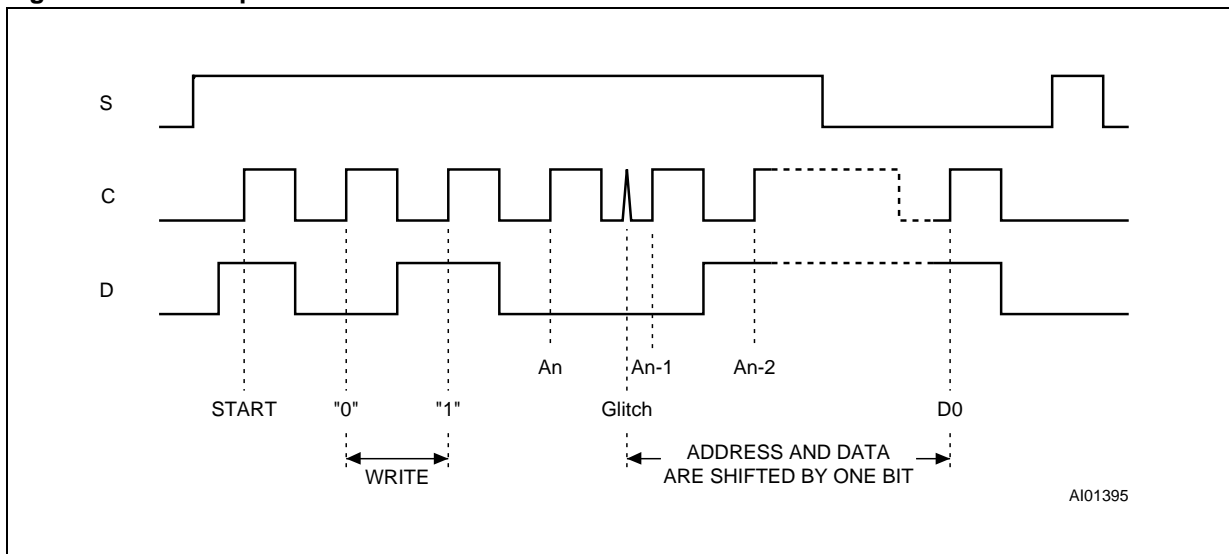 S
C
D
An An-1 An-2
START "0" "1" Glitch D0
WRITE
ADDRESS AND DATA
ARE SHIFTED BY ONE BIT
AI01395